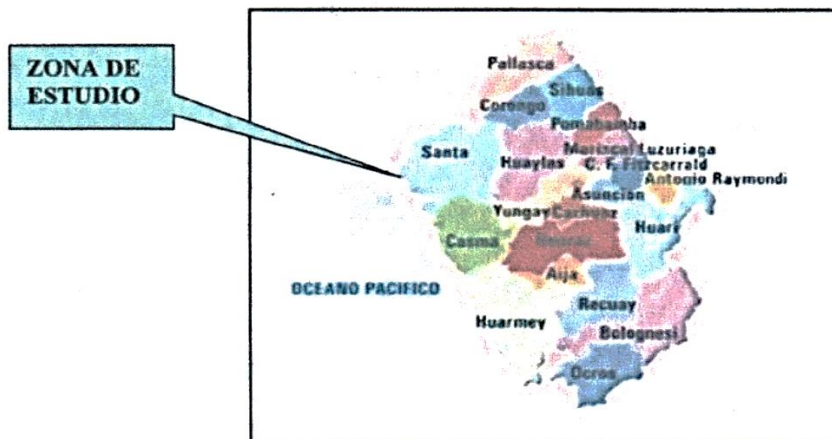 ZONA DE
ESTUDIO
Pallasca
Sihuas
Corongo
Pomabamba
Santa
Mariscal Luzuriaga
Huaylas
C. F. Fitzcarrald
Antonio Raymondi
Asuncion
Yungay
Carhuaz
Huari
Casma
Huaraz
Aija
OCEANO PACIFICO
Recuay
Huarmey
Bolognesi
Ocros